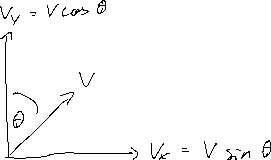 Vy = V cos θ
V
θ
Vx = V sin θ